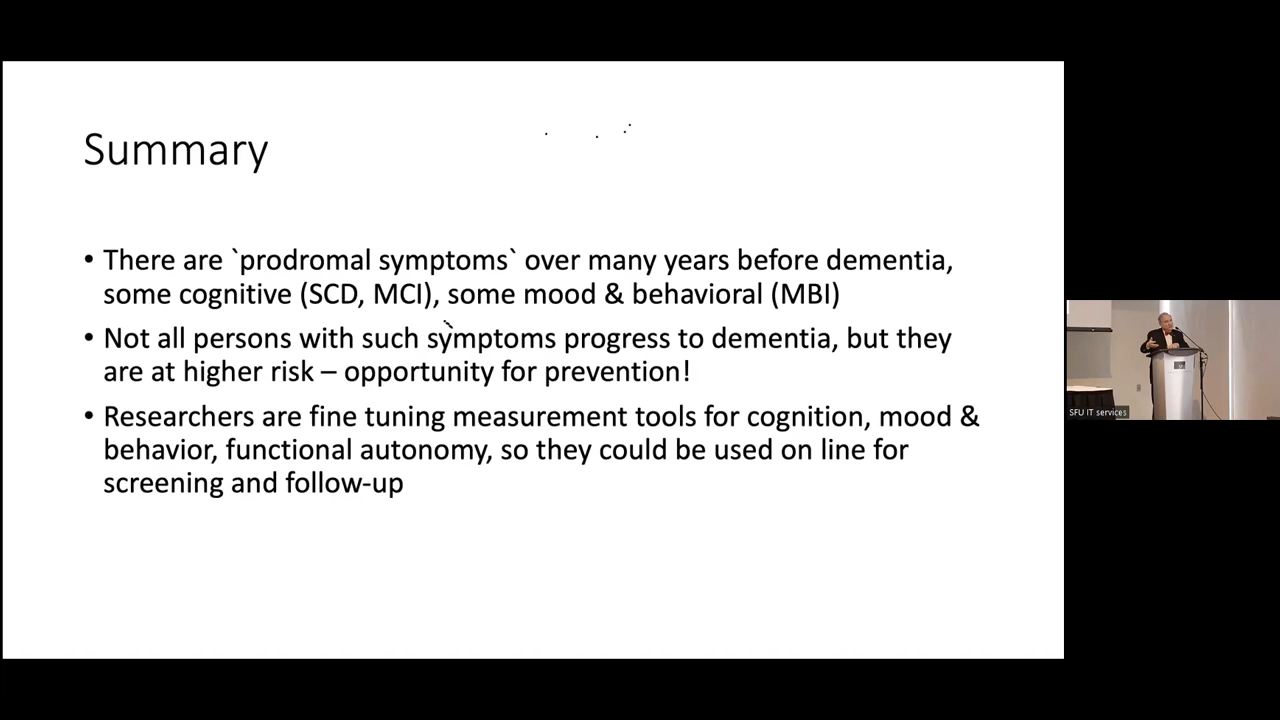 Summary
• There are `prodromal symptoms` over many years before dementia,
some cognitive (SCD, MCI), some mood & behavioral (MBI)
• Not all persons with such symptoms progress to dementia, but they
are at higher risk – opportunity for prevention!
• Researchers are fine tuning measurement tools for cognition, mood &
behavior, functional autonomy, so they could be used on line for
screening and follow-up
SFU IT services